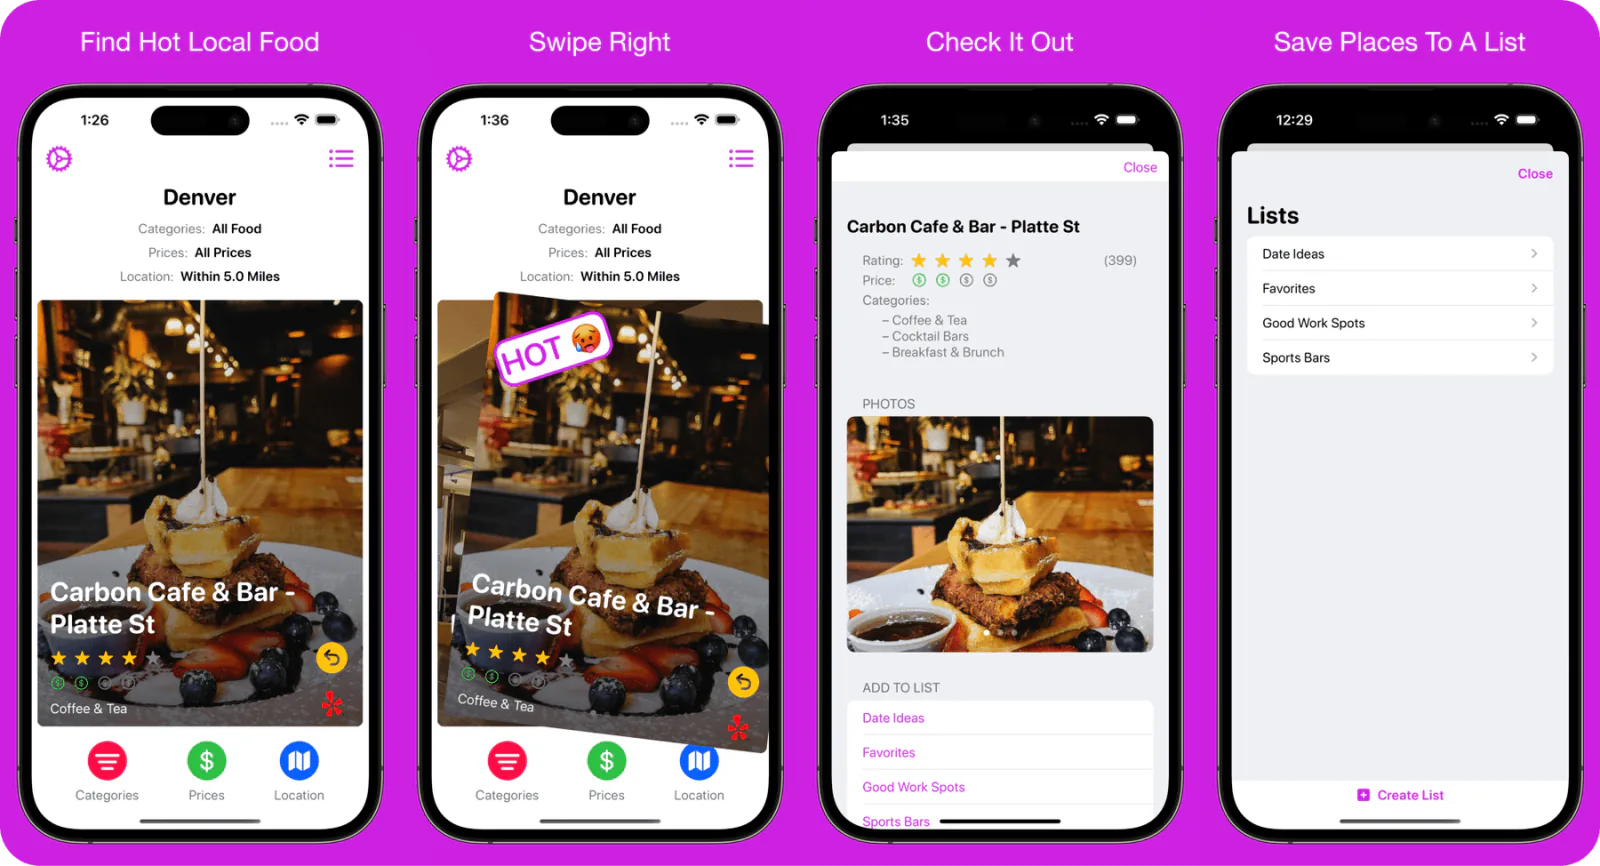 Find Hot Local Food
1:26
Denver
Categories: All Food
Prices: All Prices
Location: Within 5.0 Miles
Carbon Cafe & Bar -
Platte St
Coffee & Tea
Categories
Prices
Location
Swipe Right
1:36
Denver
Categories: All Food
Prices: All Prices
Location: Within 5.0 Miles
HOT 🥵
Carbon Cafe & Bar -
Platte St
Coffee & Tea
Categories
Prices
Location
Check It Out
1:35
Close
Carbon Cafe & Bar - Platte St
Rating: (399)
Price:
Categories:
– Coffee & Tea
– Cocktail Bars
– Breakfast & Brunch
PHOTOS
ADD TO LIST
Date Ideas
Favorites
Good Work Spots
Sports Bars
Save Places To A List
12:29
Close
Lists
Date Ideas
Favorites
Good Work Spots
Sports Bars
Create List